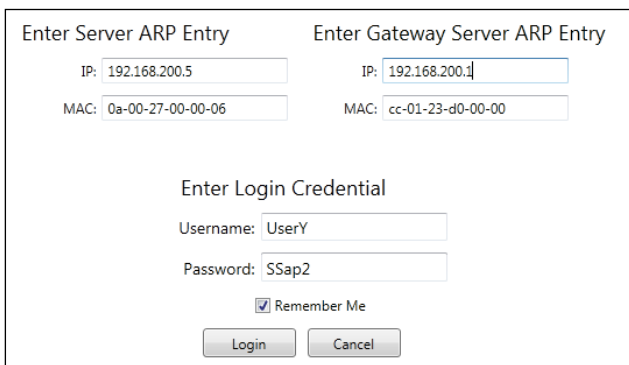 Enter Server ARP Entry Enter Gateway Server ARP Entry
IP: 192.168.200.5 IP: 192.168.200.1
MAC: 0a-00-27-00-00-06 MAC: cc-01-23-d0-00-00
Enter Login Credential
Username: UserY
Password: SSap2
Remember Me
Login Cancel